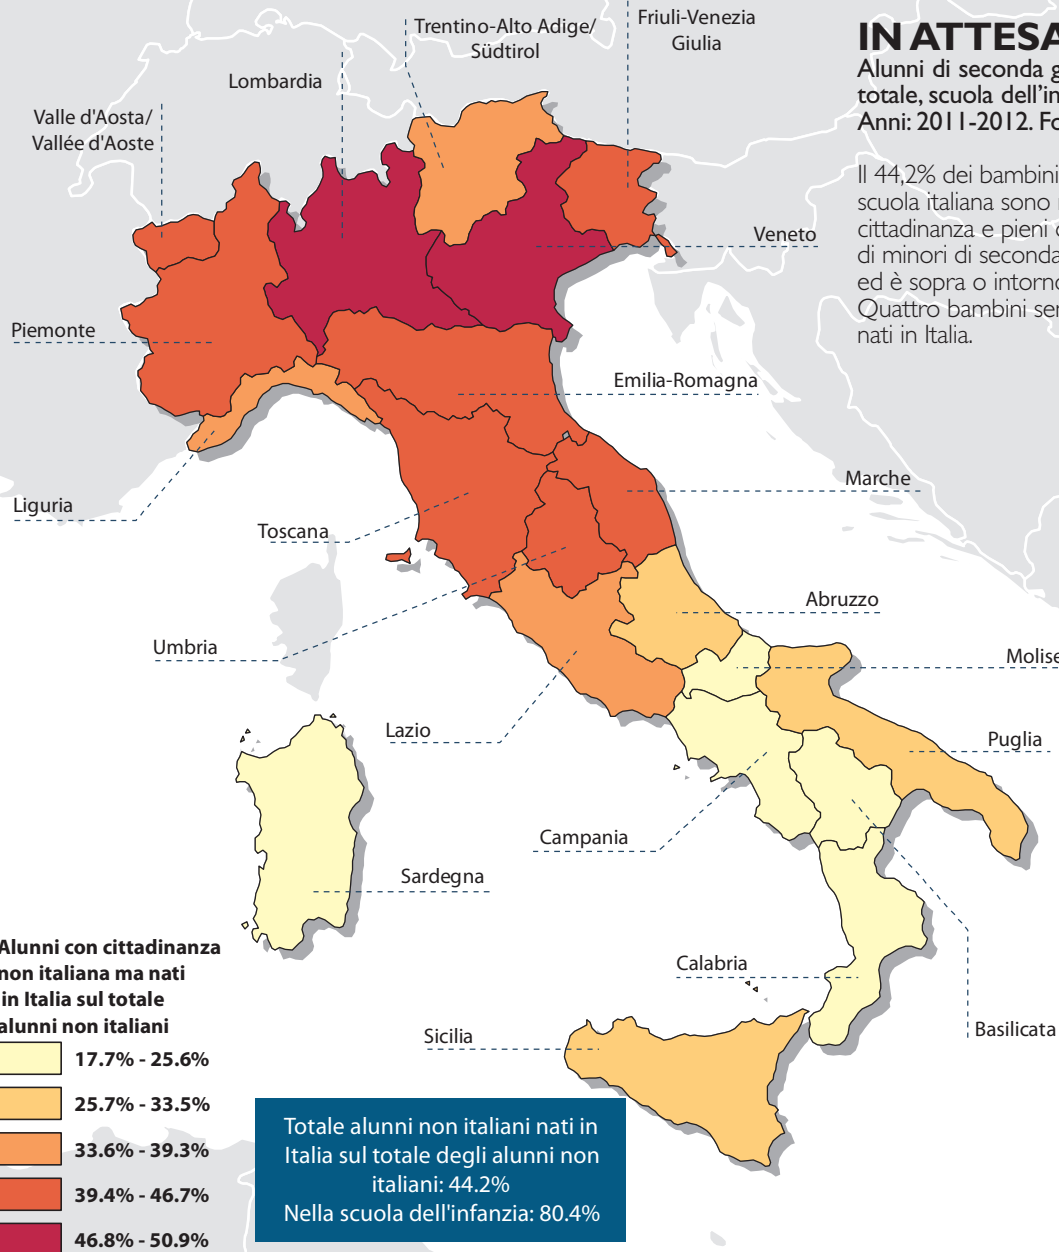 IN ATTESA
Alunni di seconda
totale, scuola
Anni: 2011-2012.
Il 44,2% dei bambini
scuola italiana sono
cittadinanza e pieni
di minori di seconda
ed è sopra o intorno
Quattro bambini
nati in Italia.
Trentino-Alto Adige/
Südtirol
Friuli-Venezia
Giulia
Lombardia
Valle d'Aosta/
Vallée d'Aoste
Veneto
Piemonte
Emilia-Romagna
Marche
Liguria
Toscana
Abruzzo
Umbria
Molise
Lazio
Puglia
Campania
Sardegna
Calabria
Basilicata
Sicilia
Alunni con cittadinanza
non italiana ma nati
in Italia sul totale
alunni non italiani
17.7% - 25.6%
25.7% - 33.5%
33.6% - 39.3%
39.4% - 46.7%
46.8% - 50.9%
Totale alunni non italiani nati in
Italia sul totale degli alunni non
italiani: 44.2%
Nella scuola dell'infanzia: 80.4%